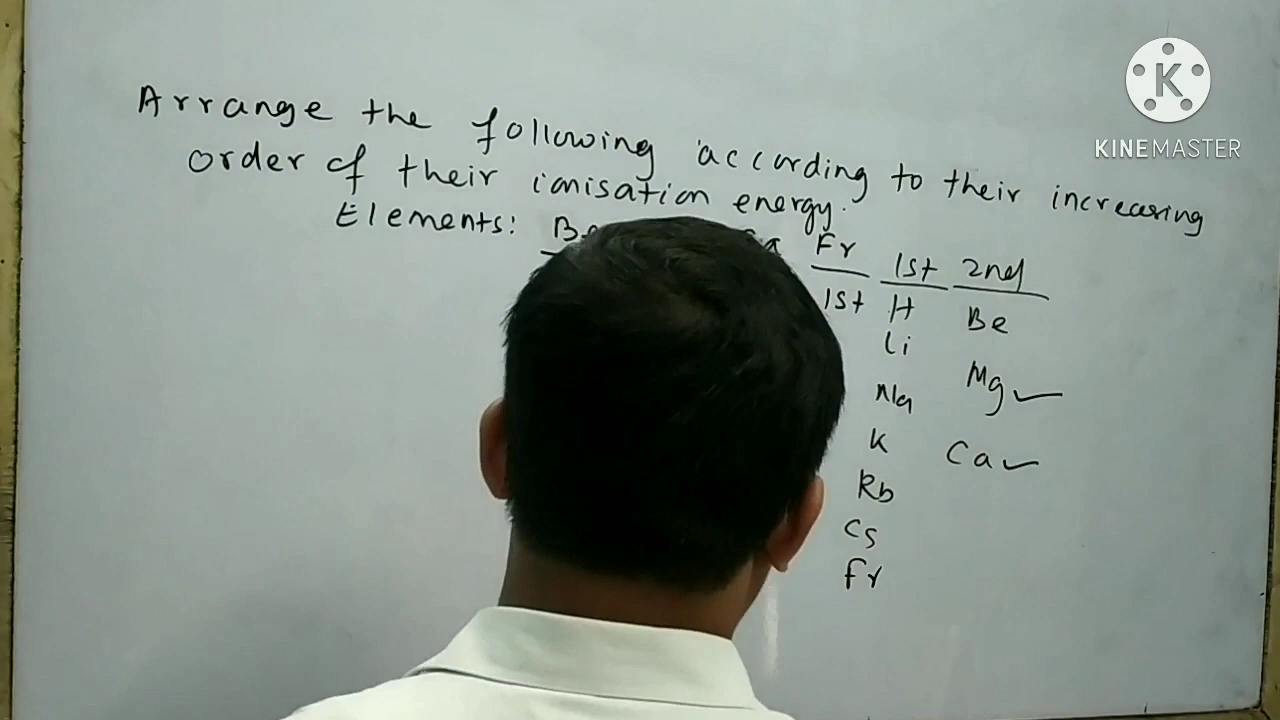 Arrange the following according to their increasing
order of their ionisation energy.
Elements: Be Fr 1st 2nd
1st H Be
Li
Mg
Na
K Ca
Rb
Cs
Fr
K
KINEMASTER